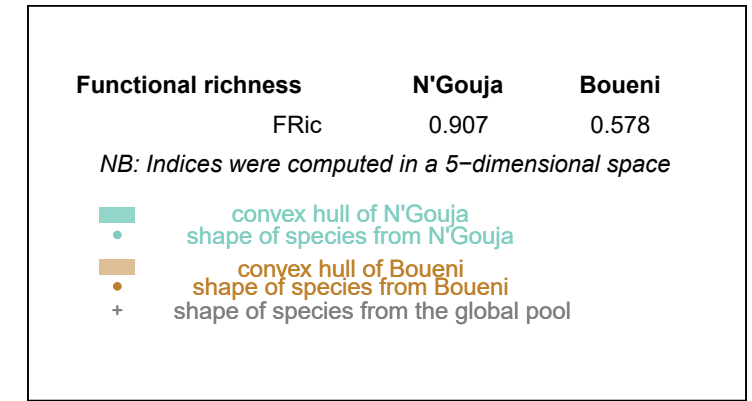 Functional richness N'Gouja Boueni
FRic 0.907 0.578
NB: Indices were computed in a 5−dimensional space
convex hull of N'Gouja
shape of species from N'Gouja
convex hull of Boueni
shape of species from Boueni
shape of species from the global pool